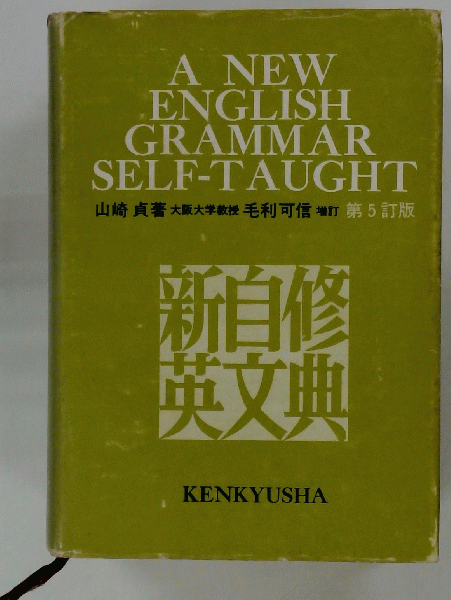 A NEW
ENGLISH
GRAMMAR
SELF-TAUGHT
山崎 貞著 大阪大学教授 毛利可信 増訂 第5訂版
新自修
英文典
KENKYUSHA